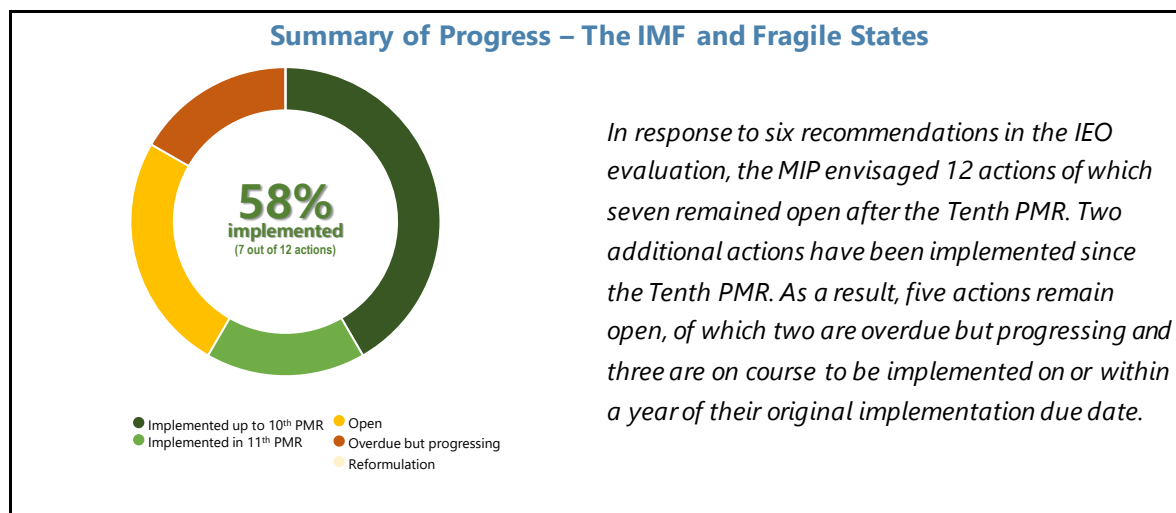 Summary of Progress – The IMF and Fragile States
58%
implemented
(7 out of 12 actions)
In response to six recommendations in the IEO
evaluation, the MIP envisaged 12 actions of which
seven remained open after the Tenth PMR. Two
additional actions have been implemented since
the Tenth PMR. As a result, five actions remain
open, of which two are overdue but progressing and
three are on course to be implemented on or within
a year of their original implementation due date.
Implemented up to 10th PMR
Implemented in 11th PMR
Open
Overdue but progressing
Reformulation